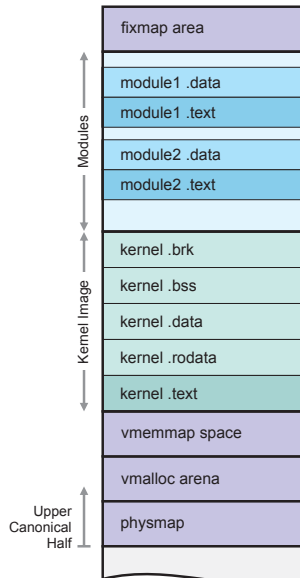 fixmap area
module1 .data
module1 .text
module2 .data
module2 .text
Modules
kernel .brk
kernel .bss
kernel .data
kernel .rodata
kernel .text
Kernel Image
vmemmap space
vmalloc arena
physmap
Upper
Canonical
Half